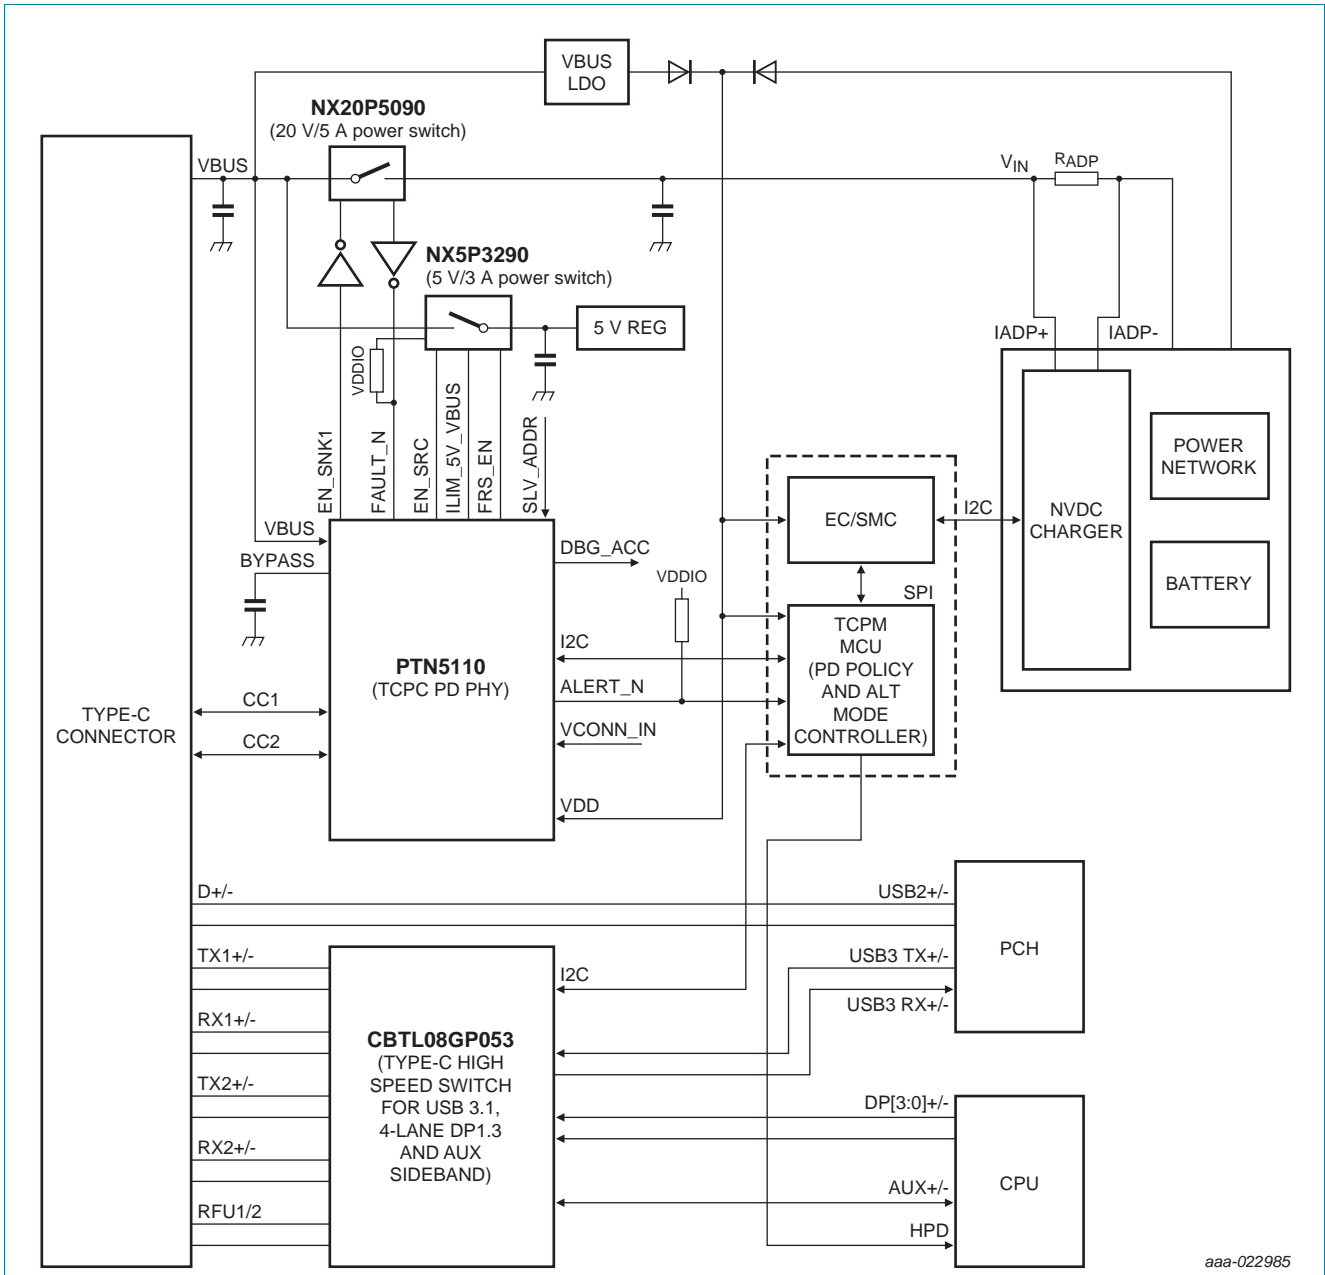 VBUS
LDO
NX20P5090
(20 V/5 A power switch)
VBUS
VIN
RADP
NX5P3290
(5 V/3 A power switch)
5 V REG
IADP+
IADP-
VDDIO
EN_SNK1
FAULT_N
EN_SRC
ILIM_5V_VBUS
FRS_EN
SLV_ADDR
POWER
NETWORK
EC/SMC
I2C
NVDC
CHARGER
VBUS
BYPASS
DBG_ACC
VDDIO
BATTERY
SPI
TCPM
MCU
(PD POLICY
AND ALT
MODE
CONTROLLER)
I2C
PTN5110
(TCPC PD PHY)
ALERT_N
CC1
TYPE-C
CONNECTOR
VCONN_IN
CC2
VDD
D+/-
USB2+/-
PCH
TX1+/-
USB3 TX+/-
I2C
USB3 RX+/-
RX1+/-
CBTL08GP053
(TYPE-C HIGH
SPEED SWITCH
FOR USB 3.1,
4-LANE DP1.3
AND AUX
SIDEBAND)
TX2+/-
DP[3:0]+/-
RX2+/-
CPU
AUX+/-
RFU1/2
HPD
aaa-022985